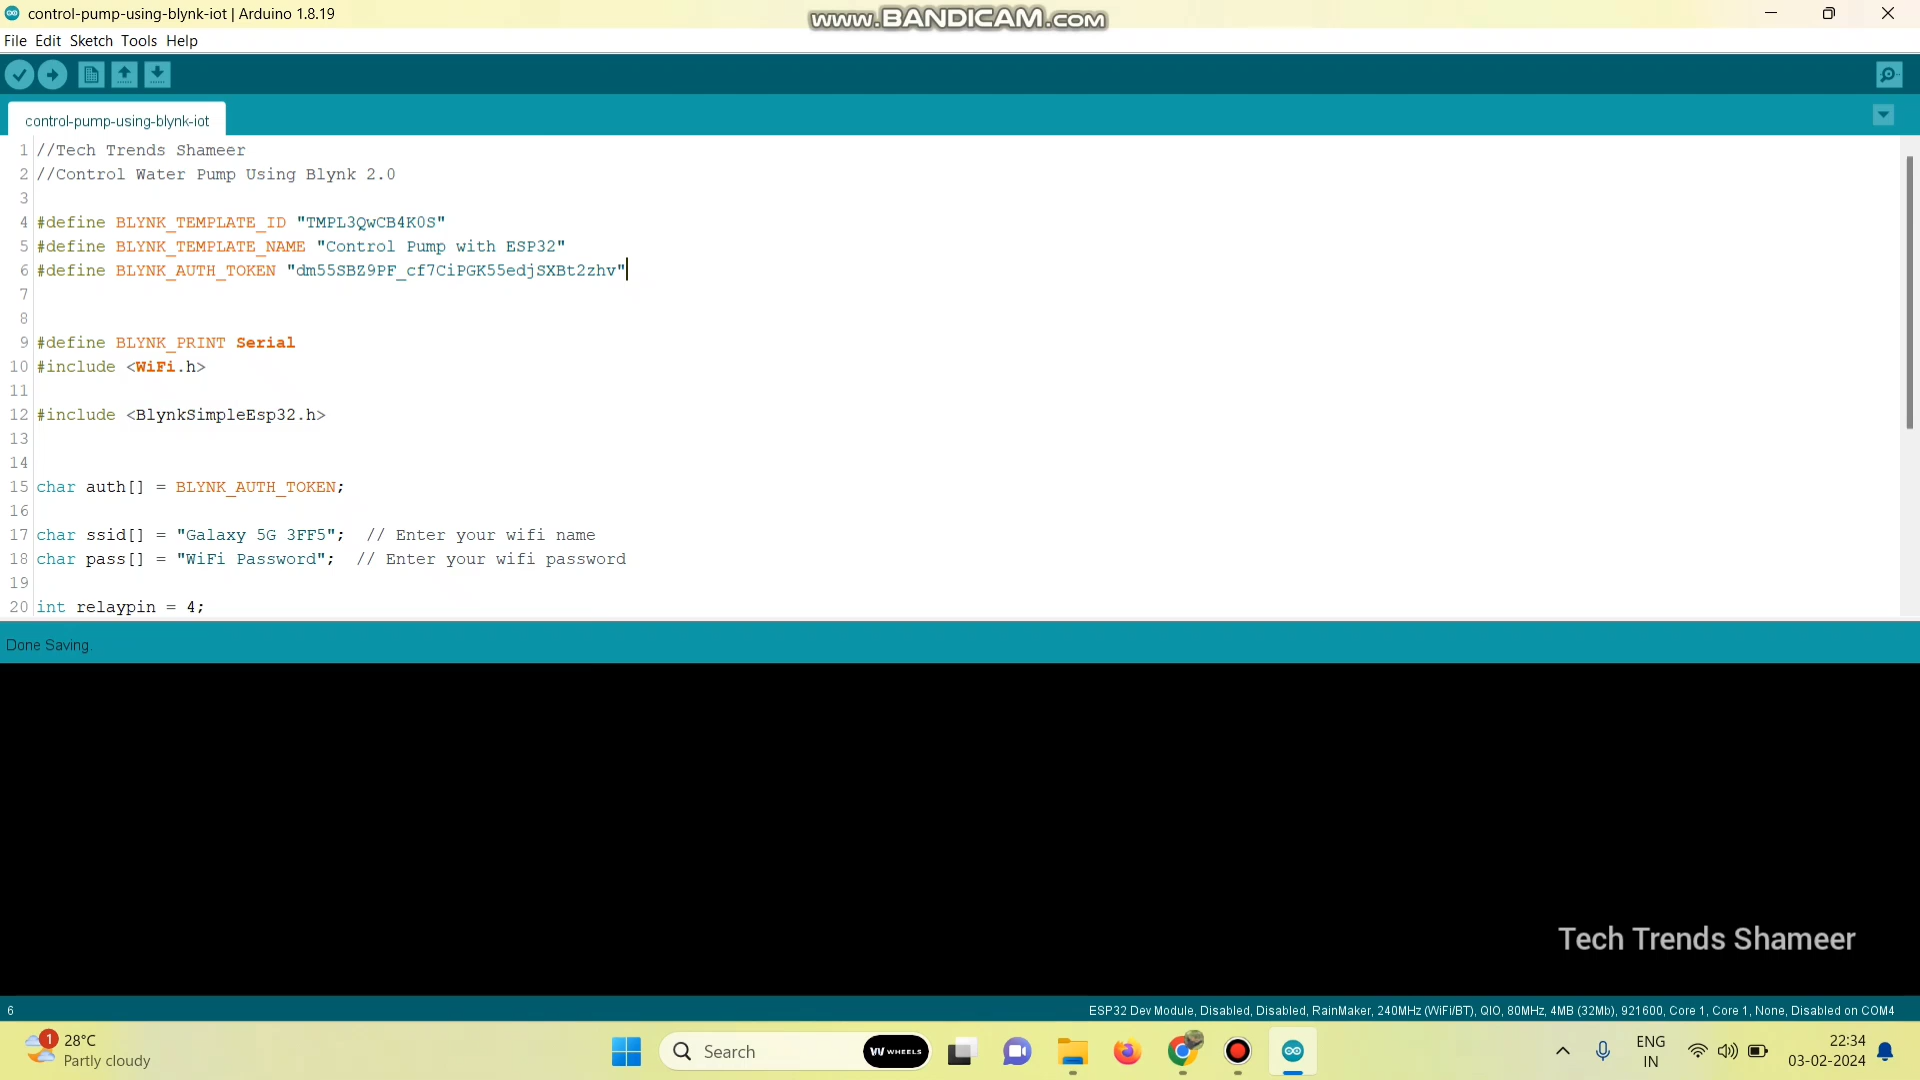 control-pump-using-blynk-iot | Arduino 1.8.19
www.BANDICAM.com
File Edit Sketch Tools Help
control-pump-using-blynk-iot
1 //Tech Trends Shameer
2 //Control Water Pump Using Blynk 2.0
3
4 #define BLYNK_TEMPLATE_ID "TMPL3QwCB4K0S"
5 #define BLYNK_TEMPLATE_NAME "Control Pump with ESP32"
6 #define BLYNK_AUTH_TOKEN "dm55SBZ9PF_cf7CiPGK55edjSXBt2zhv"
7
8
9 #define BLYNK_PRINT Serial
10 #include <WiFi.h>
11
12 #include <BlynkSimpleEsp32.h>
13
14
15 char auth[] = BLYNK_AUTH_TOKEN;
16
17 char ssid[] = "Galaxy 5G 3FF5";  // Enter your wifi name
18 char pass[] = "WiFi Password";  // Enter your wifi password
19
20 int relaypin = 4;
Done Saving.
Tech Trends Shameer
6
ESP32 Dev Module, Disabled, Disabled, RainMaker, 240MHz (WiFi/BT), QIO, 80MHz, 4MB (32Mb), 921600, Core 1, Core 1, None, Disabled on COM4
1
28°C
Partly cloudy
Search
WHEELS
ENG
IN
22:34
03-02-2024